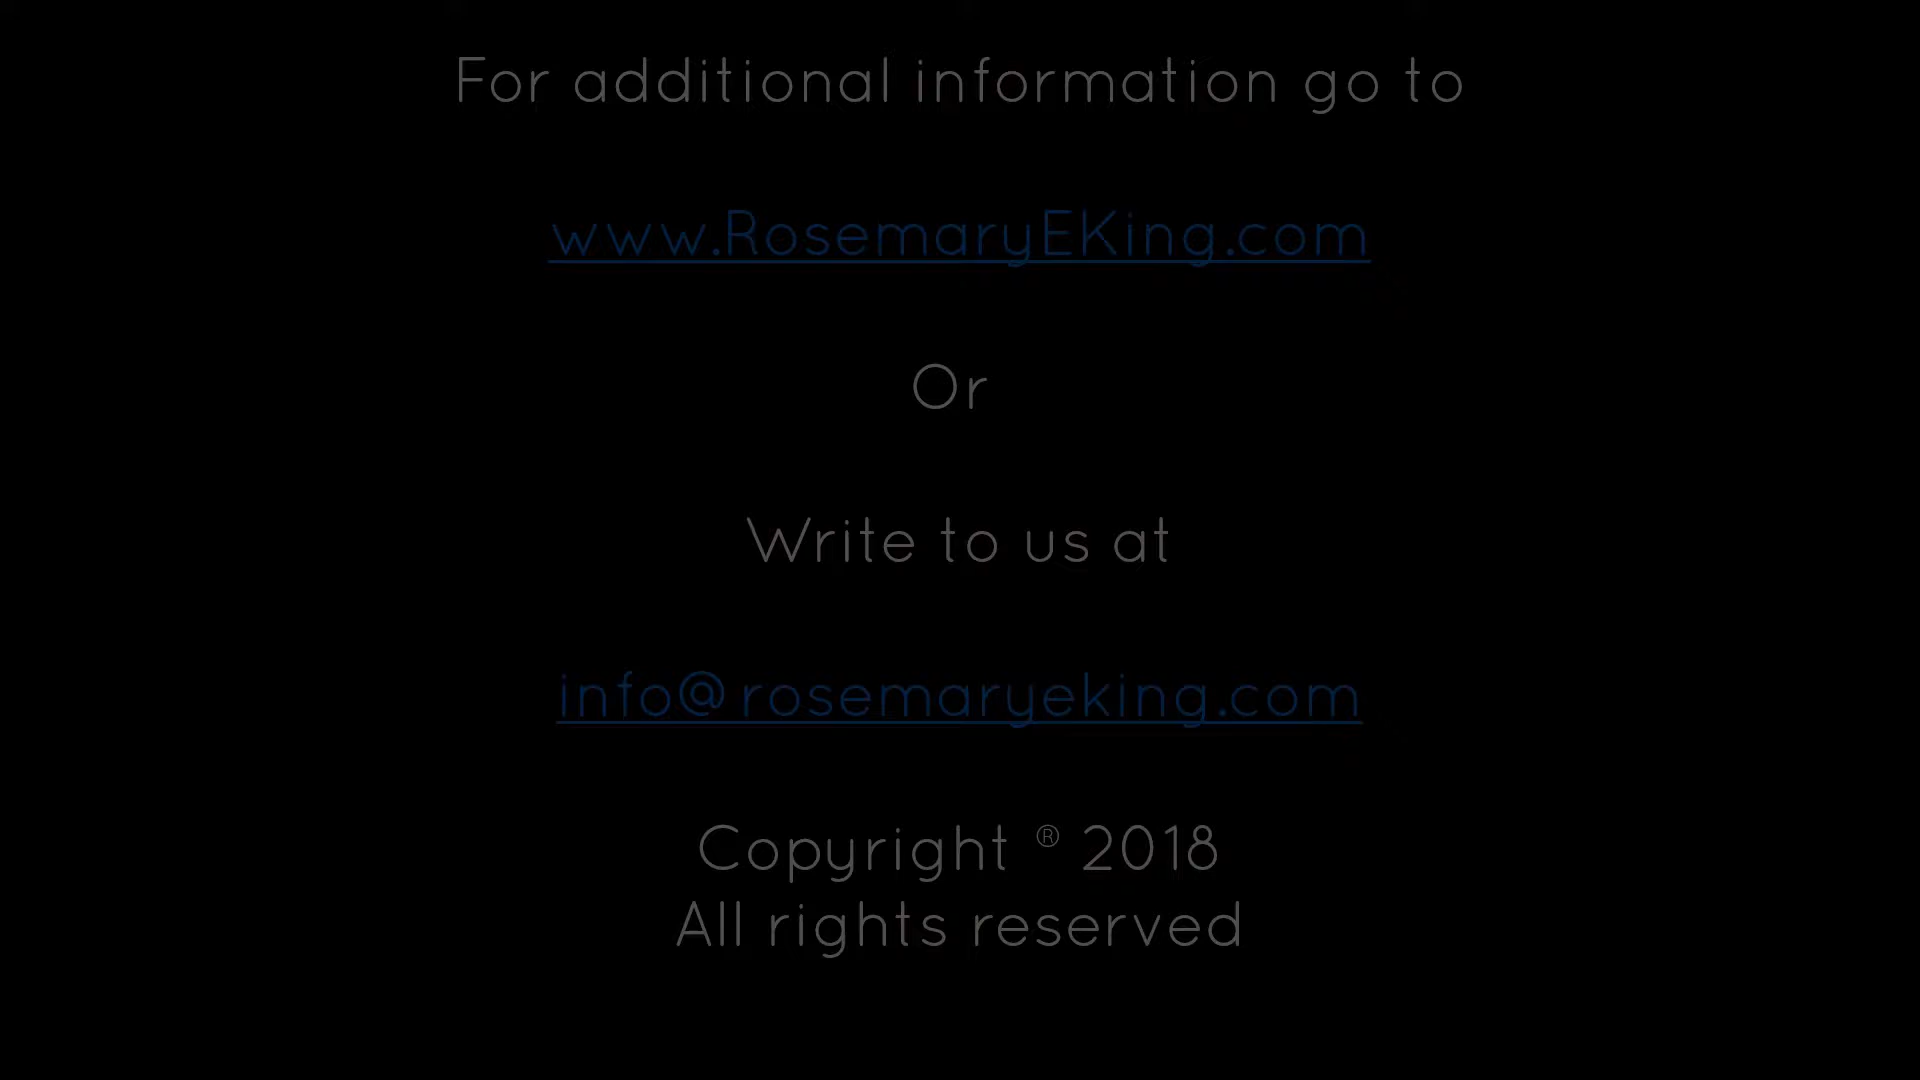 For additional information go to
www.RosemaryEKing.com
Or
Write to us at
info@rosemaryeking.com
Copyright ® 2018
All rights reserved